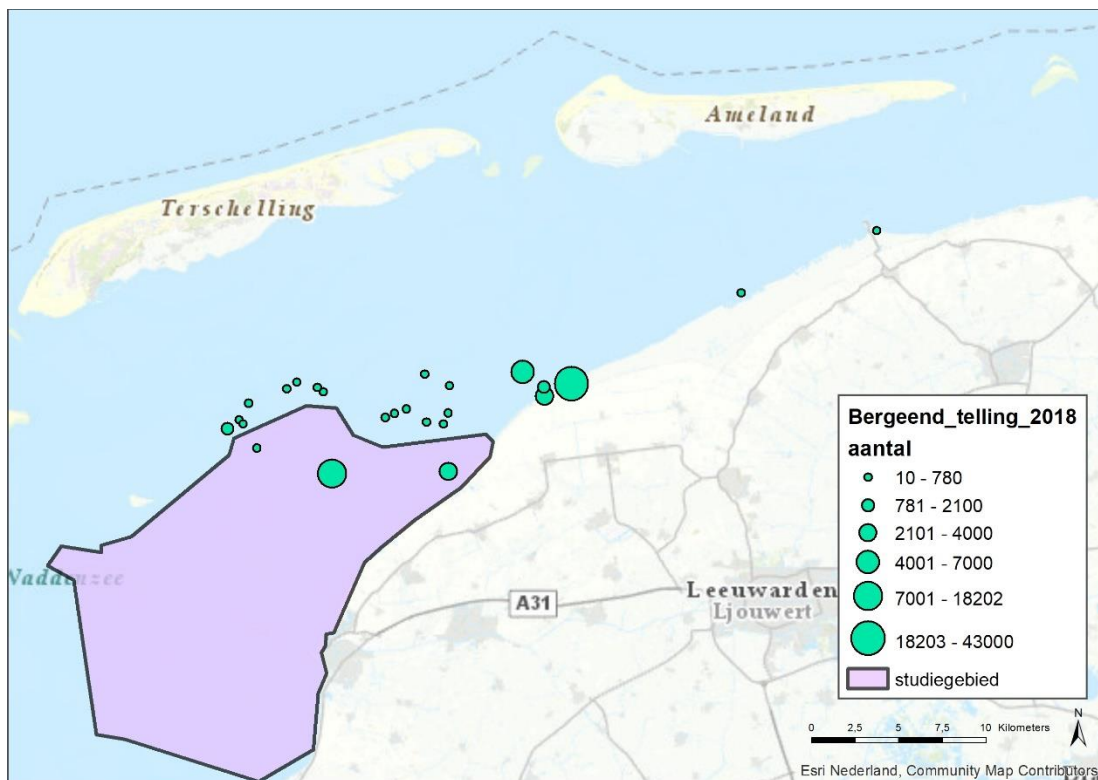 Ameland
Terschelling
Waddenzee
Leeuwarden
Ljouwert
A31
Bergeend_telling_2018
aantal
10 - 780
781 - 2100
2101 - 4000
4001 - 7000
7001 - 18202
18203 - 43000
studiegebied
0 2,5 5 7,5 10 Kilometers
N
Esri Nederland, Community Map Contributors